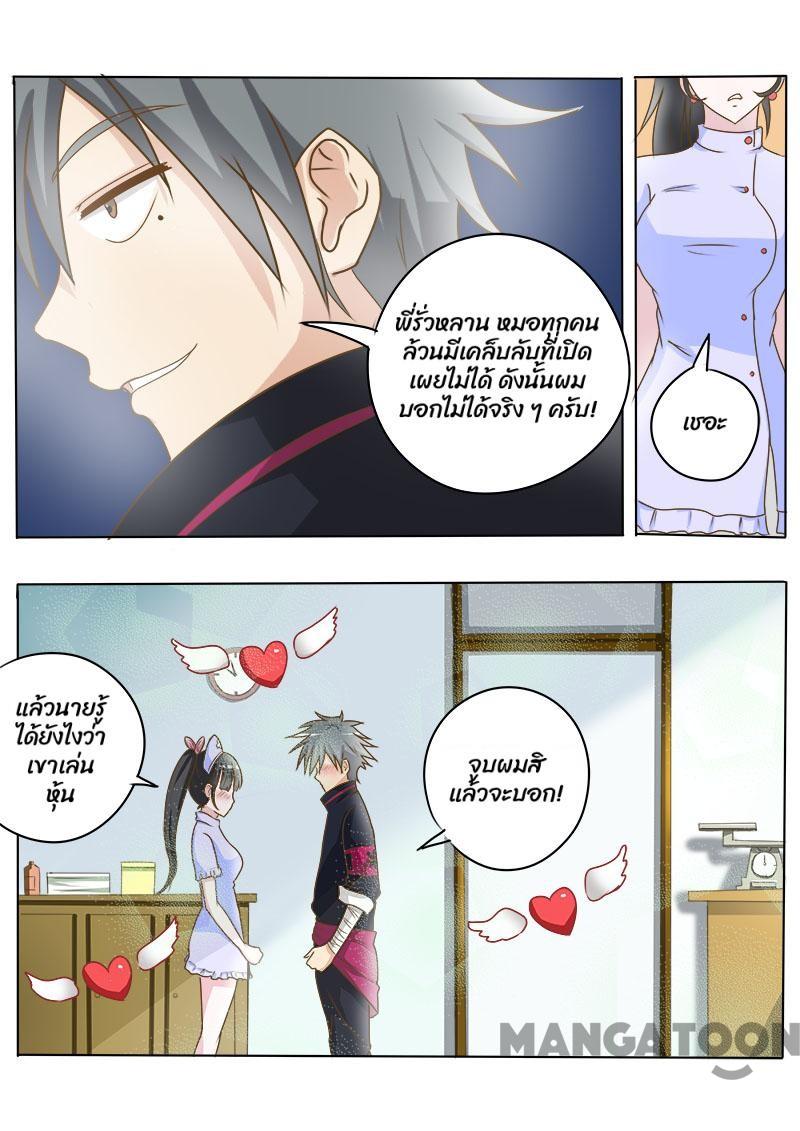 พี่รั่วหลาน หมอทุกคน
ล้วนมีเคล็บลับที่เปิด
เผยไม่ได้ ดังนั้นผม
บอกไม่ได้จริง ๆ ครับ!
เชอะ
แล้วนายรู้
ได้ยังไงว่า
เขาเล่น
หุ้น
จูบผมสิ
แล้วจะบอก!
MANGATOON